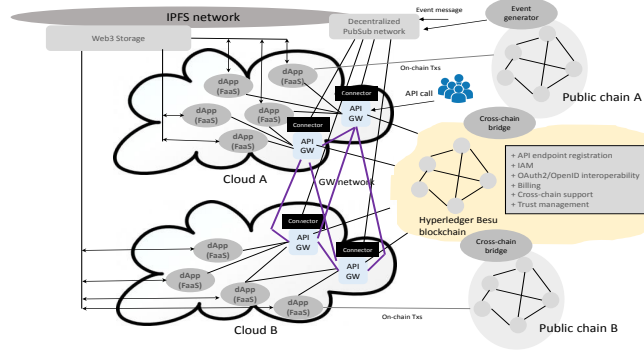 IPFS network
Web3 Storage
Decentralized
PubSub network
Event message
Event
generator
Public chain A
On-chain Txs
API call
dApp
(FaaS)
dApp
(FaaS)
dApp
(FaaS)
dApp
(FaaS)
dApp
(FaaS)
Connector
API
GW
Connector
API
GW
Cloud A
GW network
Cross-chain
bridge
+ API endpoint registration
+ IAM
+ OAuth2/OpenID interoperability
+ Billing
+ Cross-chain support
+ Trust management
Hyperledger Besu
blockchain
Cross-chain
bridge
Connector
API
GW
Connector
API
GW
dApp
(FaaS)
dApp
(FaaS)
dApp
(FaaS)
dApp
(FaaS)
Cloud B
On-chain Txs
Public chain B